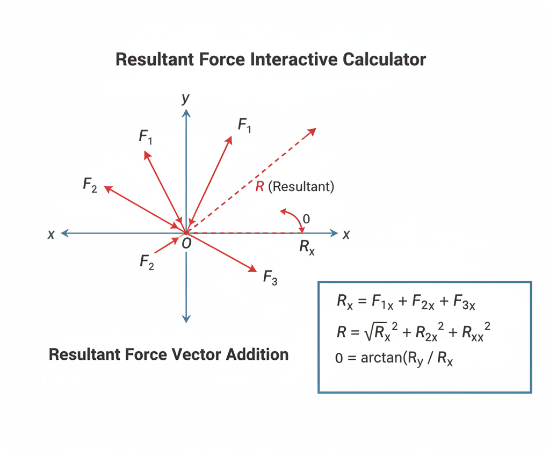 Resultant Force Interactive Calculator
y
F₁
F₁
F₂
R (Resultant)
0
x
x
O
Rₓ
F₂
F₃
Rₓ = F₁ₓ + F₂ₓ + F₃ₓ
R = √Rₓ² + R₂ₓ² + Rₓₓ²
0 = arctan(Rᵧ / Rₓ
Resultant Force Vector Addition